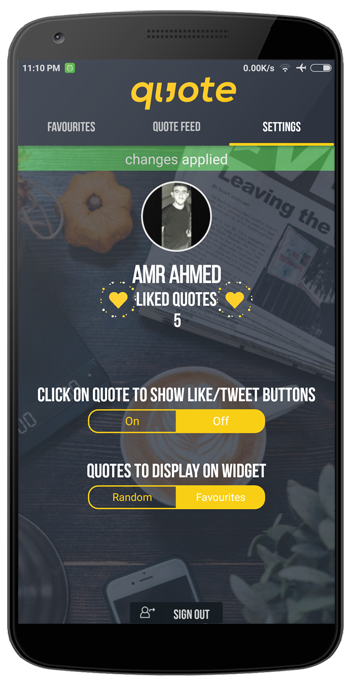 11:10 PM
0.00K/s
quote
FAVOURITES
QUOTE FEED
SETTINGS
changes applied
Leaving the
AMR AHMED
LIKED QUOTES
5
CLICK ON QUOTE TO SHOW LIKE/TWEET BUTTONS
On
Off
QUOTES TO DISPLAY ON WIDGET
Random
Favourites
SIGN OUT